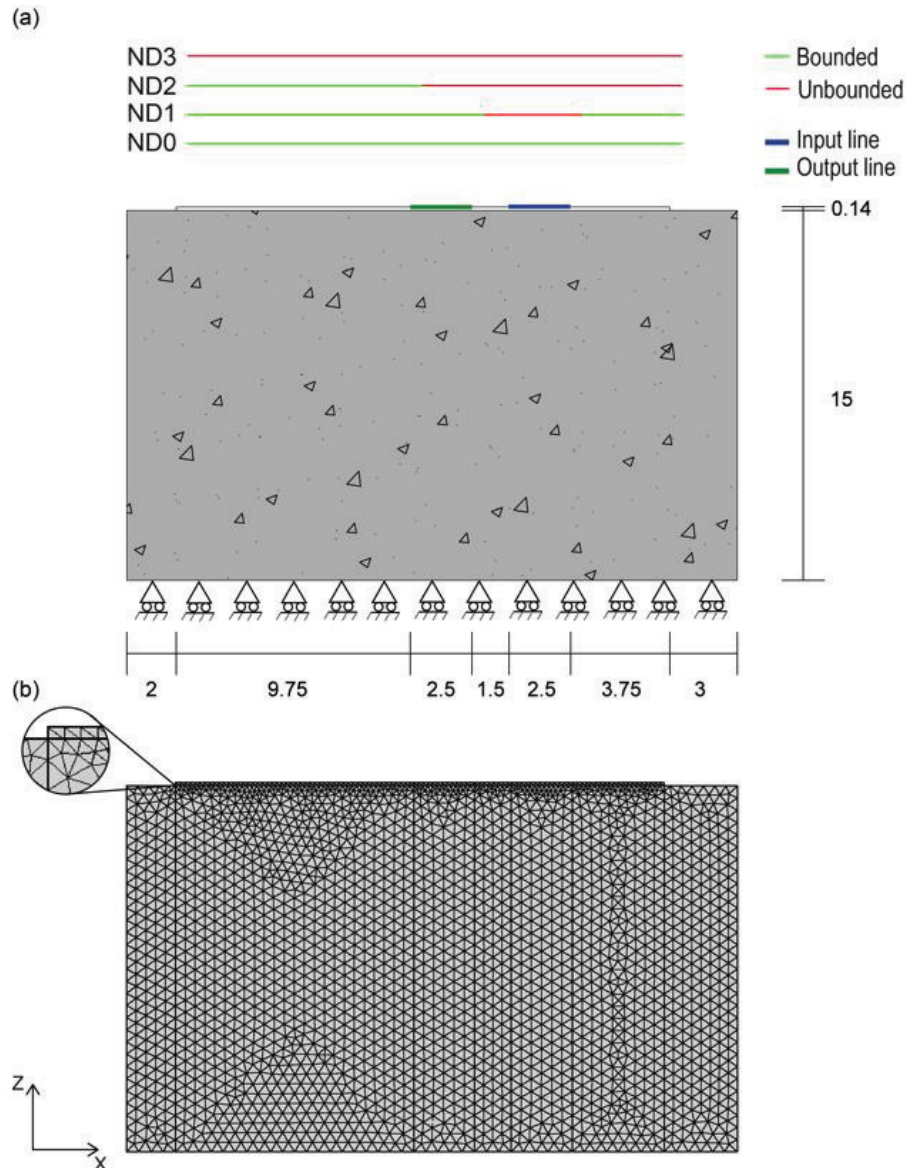 (a)
ND3
ND2
ND1
ND0
Bounded
Unbounded
Input line
Output line
0.14
15
2 9.75 2.5 1.5 2.5 3.75 3
(b)
Z
X